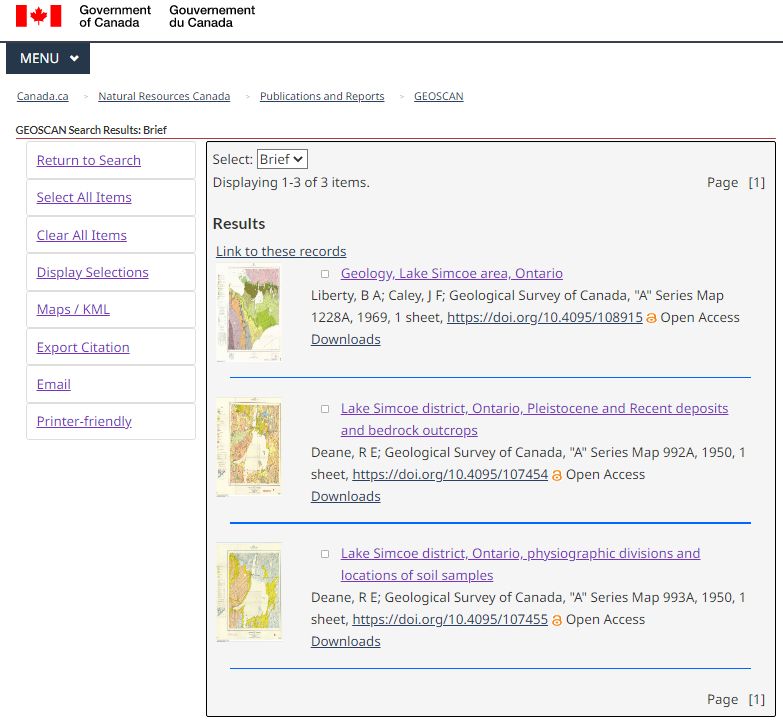 Government of Canada
Gouvernement du Canada
MENU
Canada.ca > Natural Resources Canada > Publications and Reports > GEOSCAN
GEOSCAN Search Results: Brief
Return to Search
Select All Items
Clear All Items
Display Selections
Maps / KML
Export Citation
Email
Printer-friendly
Select: Brief
Displaying 1-3 of 3 items.
Page [1]
Results
Link to these records
Geology, Lake Simcoe area, Ontario
Liberty, B A; Caley, J F; Geological Survey of Canada, "A" Series Map
1228A, 1969, 1 sheet, https://doi.org/10.4095/108915 Open Access
Downloads
Lake Simcoe district, Ontario, Pleistocene and Recent deposits
and bedrock outcrops
Deane, R E; Geological Survey of Canada, "A" Series Map 992A, 1950, 1
sheet, https://doi.org/10.4095/107454 Open Access
Downloads
Lake Simcoe district, Ontario, physiographic divisions and
locations of soil samples
Deane, R E; Geological Survey of Canada, "A" Series Map 993A, 1950, 1
sheet, https://doi.org/10.4095/107455 Open Access
Downloads
Page [1]